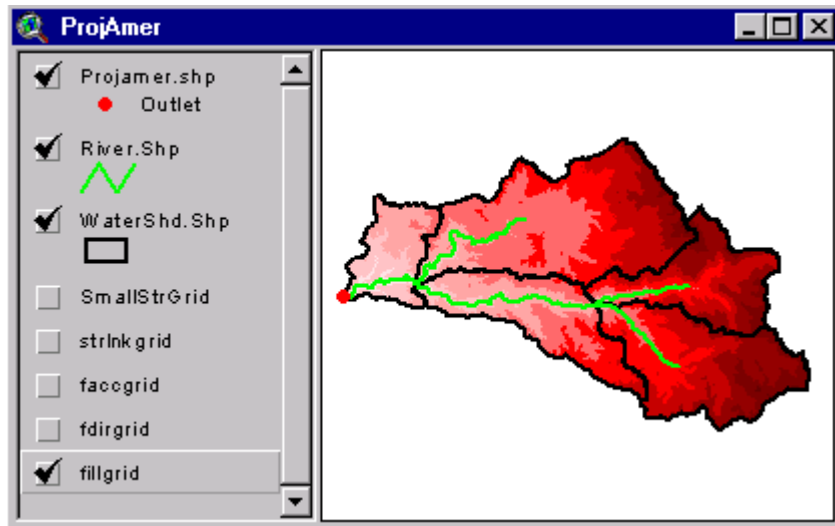 ProjAmer
Projamer.shp
Outlet
River.Shp
WaterShd.Shp
SmallStrGrid
strlnkgrid
faccgrid
fdirgrid
fillgrid